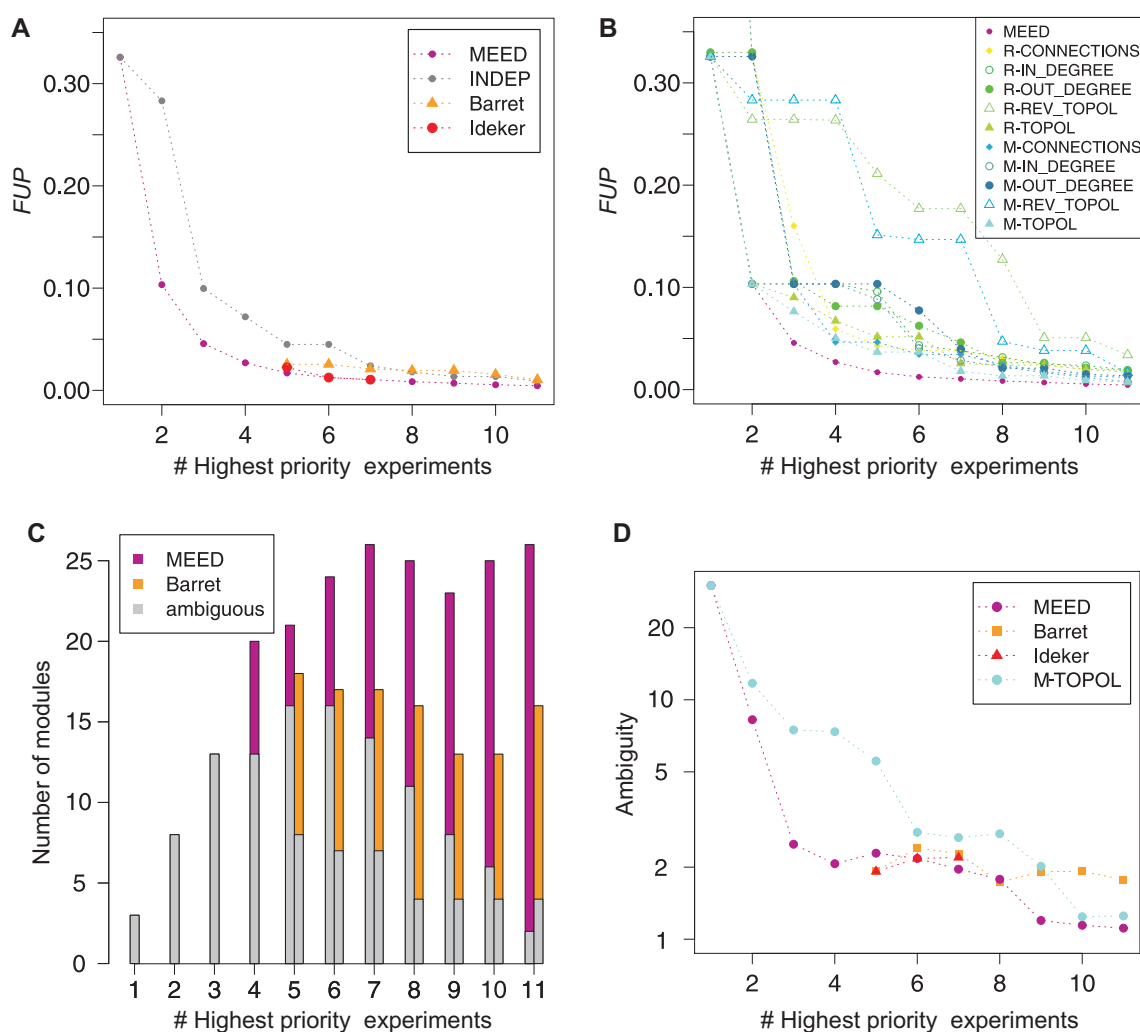 A
MEED
INDEP
Barret
Ideker
0.30
0.20
0.10
0.00
FUP
2 4 6 8 10
# Highest priority experiments
B
MEED
R-CONNECTIONS
R-IN_DEGREE
R-OUT_DEGREE
R-REV_TOPOL
R-TOPOL
M-CONNECTIONS
M-IN_DEGREE
M-OUT_DEGREE
M-REV_TOPOL
M-TOPOL
0.30
0.20
0.10
0.00
FUP
2 4 6 8 10
# Highest priority experiments
C
MEED
Barret
ambiguous
25
20
15
10
5
0
Number of modules
1 2 3 4 5 6 7 8 9 10 11
# Highest priority experiments
D
MEED
Barret
Ideker
M-TOPOL
20
10
5
2
1
Ambiguity
2 4 6 8 10
# Highest priority experiments